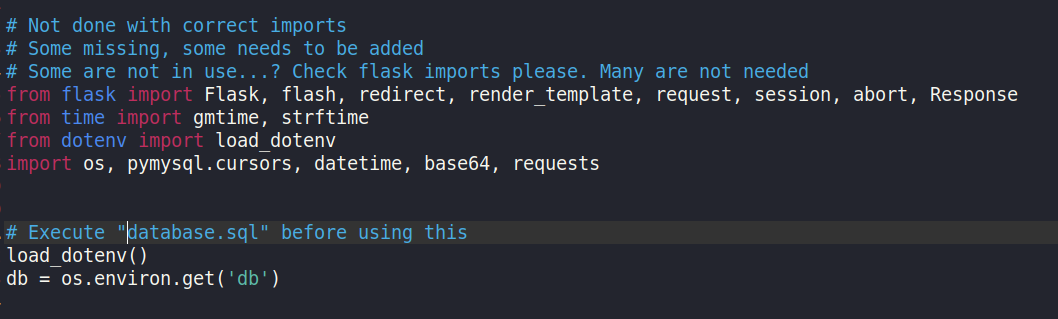 # Not done with correct imports
# Some missing, some needs to be added
# Some are not in use...? Check flask imports please. Many are not needed
from flask import Flask, flash, redirect, render_template, request, session, abort, Response
from time import gmtime, strftime
from dotenv import load_dotenv
import os, pymysql.cursors, datetime, base64, requests
# Execute "database.sql" before using this
load_dotenv()
db = os.environ.get('db')